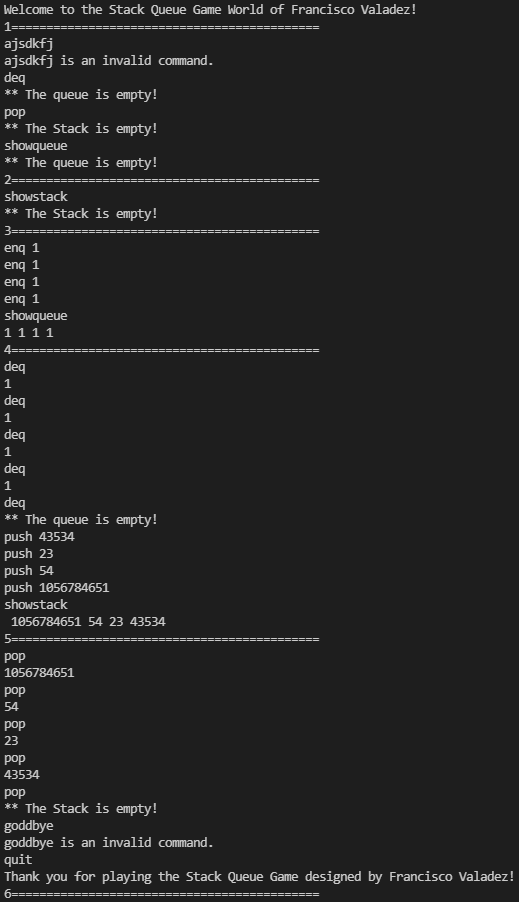 Welcome to the Stack Queue Game World of Francisco Valadez!
1============================================
ajsdkfj
ajsdkfj is an invalid command.
deq
** The queue is empty!
pop
** The Stack is empty!
showqueue
** The queue is empty!
2============================================
showstack
** The Stack is empty!
3============================================
enq 1
enq 1
enq 1
enq 1
showqueue
1 1 1 1
4============================================
deq
1
deq
1
deq
1
deq
1
deq
** The queue is empty!
push 43534
push 23
push 54
push 1056784651
showstack
 1056784651 54 23 43534
5============================================
pop
1056784651
pop
54
pop
23
pop
43534
pop
** The Stack is empty!
goddbye
goddbye is an invalid command.
quit
Thank you for playing the Stack Queue Game designed by Francisco Valadez!
6============================================